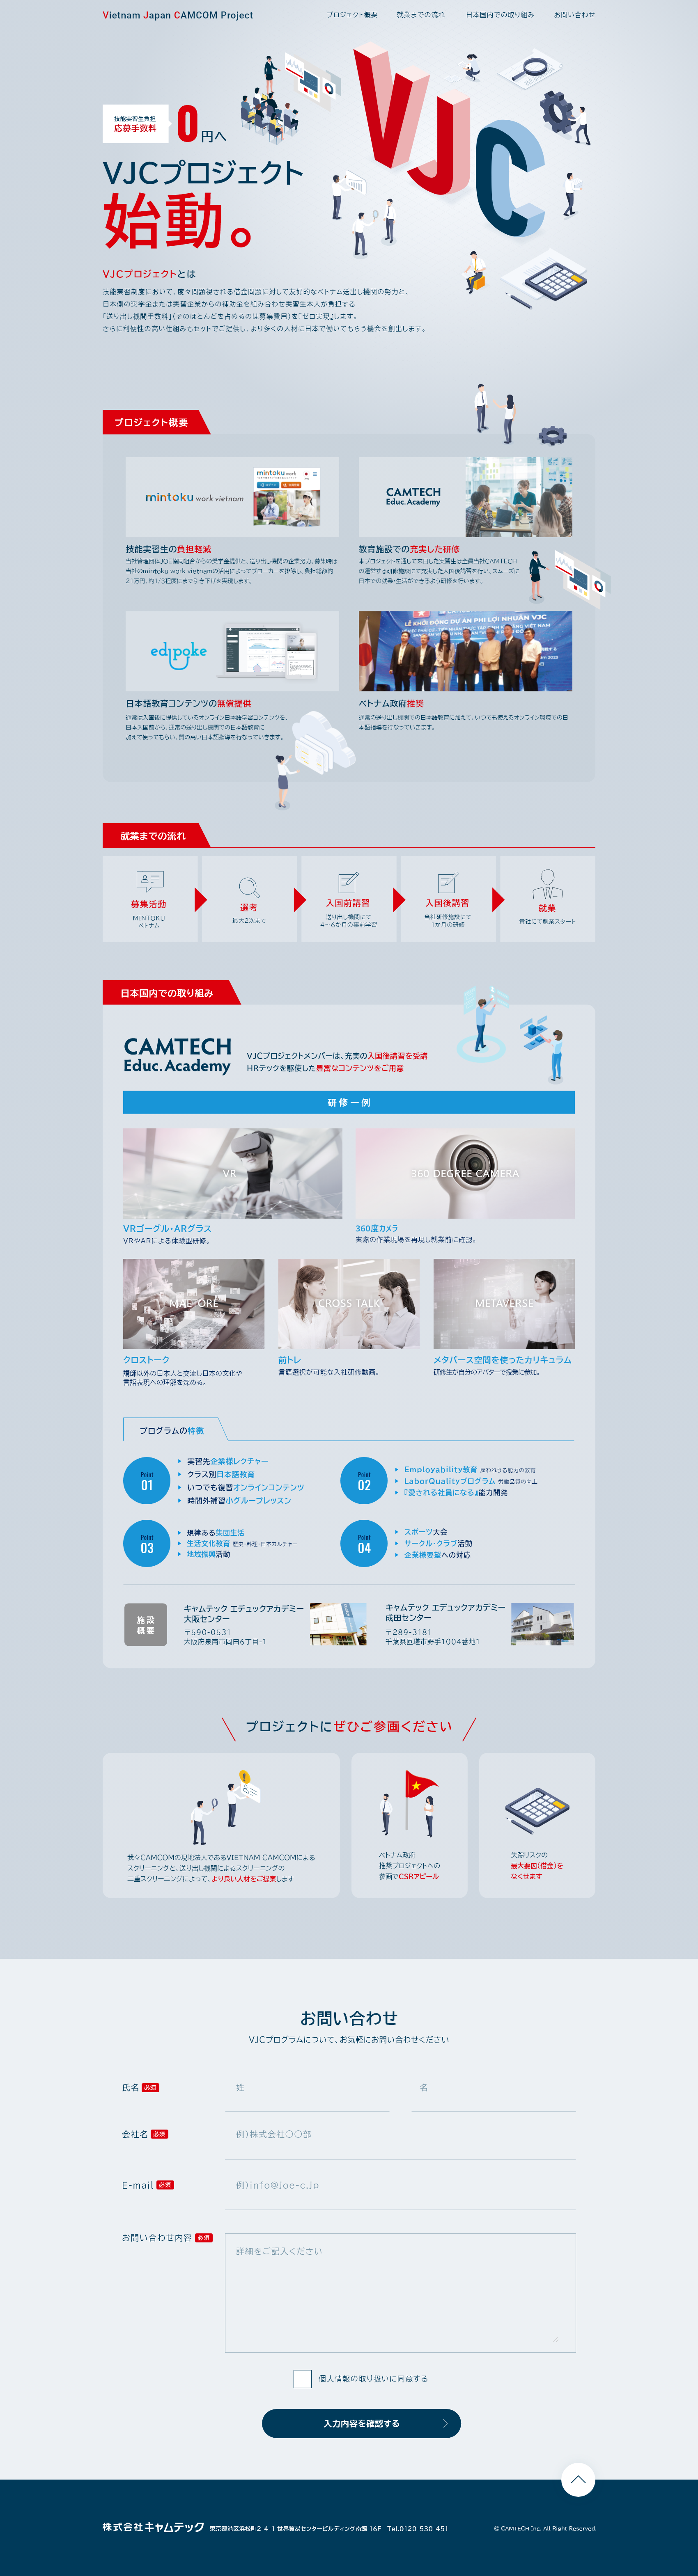 Vietnam Japan CAMCOM Project
プロジェクト概要
就業までの流れ
日本国内での取り組み
お問い合わせ
技能実習生負担
応募手数料
0円へ
VJC
VJCプロジェクト
始動。
VJCプロジェクトとは
技能実習制度において、度々問題視される借金問題に対して友好的なベトナム送出し機関の努力と、
日本側の奨学金または実習企業からの補助金を組み合わせ実習生本人が負担する
「送り出し機関手数料」(そのほとんどを占めるのは募集費用)を『ゼロ実現』します。
さらに利便性の高い仕組みもセットでご提供し、より多くの人材に日本で働いてもらう機会を創出します。
プロジェクト概要
mintoku work vietnam
mintoku work
CAMTECH
Educ.Academy
技能実習生の負担軽減
当社管理団体JOE協同組合からの奨学金提供と、送り出し機関の企業努力、募集時は
当社のmintoku work vietnamの活用によってブローカーを排除し、負担総額約
21万円、約1/3程度にまで引き下げを実現します。
教育施設での充実した研修
本プロジェクトを通して来日した実習生は全員当社CAMTECH
の運営する研修施設にて充実した入国後講習を行い、スムーズに
日本での就業・生活ができるよう研修を行います。
edipoke
LỄ KHỞI ĐỘNG DỰ ÁN PHI LỢI NHUẬN VJC
日本語教育コンテンツの無償提供
通常は入国後に提供しているオンライン日本語学習コンテンツを、
日本入国前から、通常の送り出し機関での日本語教育に
加えて使ってもらい、質の高い日本語指導を行なっていきます。
ベトナム政府推奨
通常の送り出し機関での日本語教育に加えて、いつでも使えるオンライン環境での日
本語指導を行なっていきます。
就業までの流れ
募集活動
MINTOKU
ベトナム
選考
最大2次まで
入国前講習
送り出し機関にて
4〜6か月の事前学習
入国後講習
当社研修施設にて
1か月の研修
就業
貴社にて就業スタート
日本国内での取り組み
CAMTECH
Educ.Academy
VJCプロジェクトメンバーは、充実の入国後講習を受講
HRテックを駆使した豊富なコンテンツをご用意
研修一例
VR
360 DEGREE CAMERA
VRゴーグル・ARグラス
VRやARによる体験型研修。
360度カメラ
実際の作業現場を再現し就業前に確認。
MAETORE
CROSS TALK
METAVERSE
クロストーク
講師以外の日本人と交流し日本の文化や
言語表現への理解を深める。
前トレ
言語選択が可能な入社研修動画。
メタバース空間を使ったカリキュラム
研修生が自分のアバターで授業に参加。
プログラムの特徴
Point
01
実習先企業様レクチャー
クラス別日本語教育
いつでも復習オンラインコンテンツ
時間外補習小グループレッスン
Point
02
Employability教育 雇われうる能力の教育
LaborQualityプログラム 労働品質の向上
『愛される社員になる』能力開発
Point
03
規律ある集団生活
生活文化教育 歴史・料理・日本カルチャー
地域振興活動
Point
04
スポーツ大会
サークル・クラブ活動
企業様要望への対応
施設
概要
キャムテック エデュックアカデミー
大阪センター
〒590-0531
大阪府泉南市岡田6丁目-1
キャムテック エデュックアカデミー
成田センター
〒289-3181
千葉県匝瑳市野手1004番地1
プロジェクトにぜひご参画ください
我々CAMCOMの現地法人であるVIETNAM CAMCOMによる
スクリーニングと、送り出し機関によるスクリーニングの
二重スクリーニングによって、より良い人材をご提案します
ベトナム政府
推奨プロジェクトへの
参画でCSRアピール
失踪リスクの
最大要因(借金)を
なくせます
お問い合わせ
VJCプログラムについて、お気軽にお問い合わせください
氏名 必須
姓
名
会社名 必須
例)株式会社○○部
E-mail 必須
例)info@joe-c.jp
お問い合わせ内容 必須
詳細をご記入ください
個人情報の取り扱いに同意する
入力内容を確認する
株式会社キャムテック 東京都港区浜松町2-4-1 世界貿易センタービルディング南館 16F Tel.0120-530-451
© CAMTECH Inc. All Right Reserved.